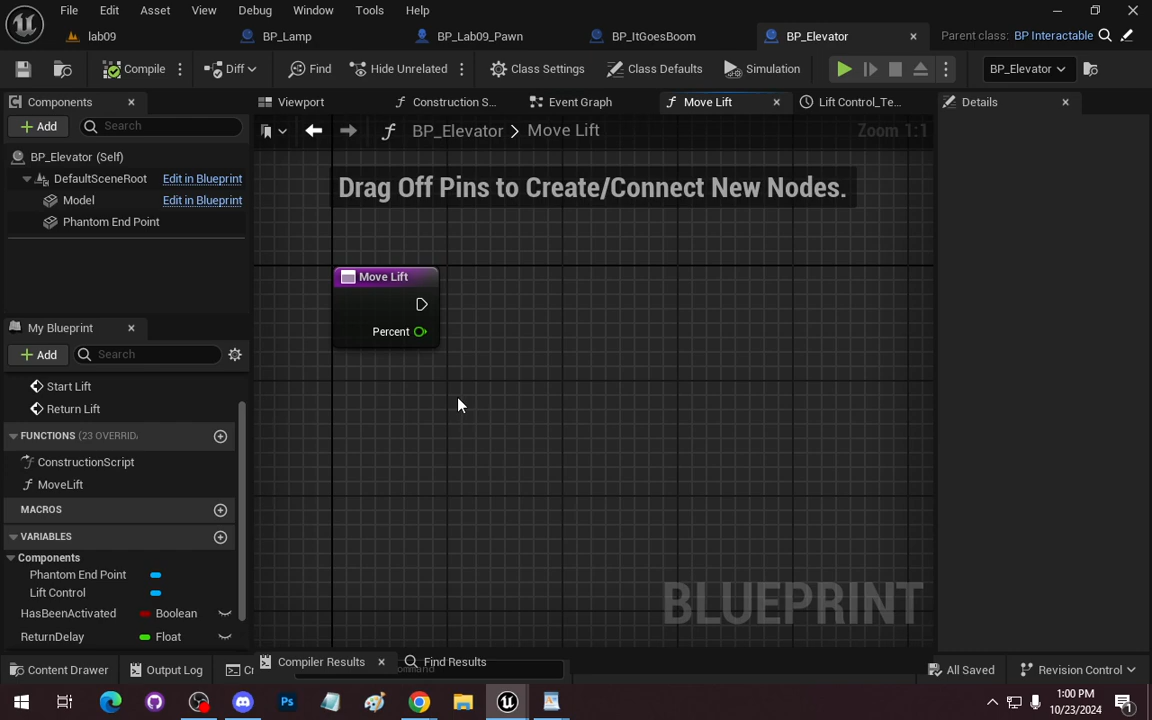 File Edit Asset View Debug Window Tools Help
lab09 BP_Lamp BP_Lab09_Pawn BP_ItGoesBoom BP_Elevator Parent class: BP Interactable
Compile Diff Find Hide Unrelated Class Settings Class Defaults Simulation BP_Elevator
Components Viewport Construction S... Event Graph Move Lift Lift Control_Te... Details
Add Search BP_Elevator Move Lift Zoom 1:1
BP_Elevator (Self)
DefaultSceneRoot Edit in Blueprint
Model Edit in Blueprint
Phantom End Point
Drag Off Pins to Create/Connect New Nodes.
Move Lift
Percent
My Blueprint
Add Search
Start Lift
Return Lift
FUNCTIONS (23 OVERRID
ConstructionScript
MoveLift
MACROS
VARIABLES
Components
Phantom End Point
Lift Control
HasBeenActivated Boolean
ReturnDelay Float
BLUEPRINT
Compiler Results Find Results
Content Drawer Output Log All Saved Revision Control
1:00 PM
10/23/2024
1